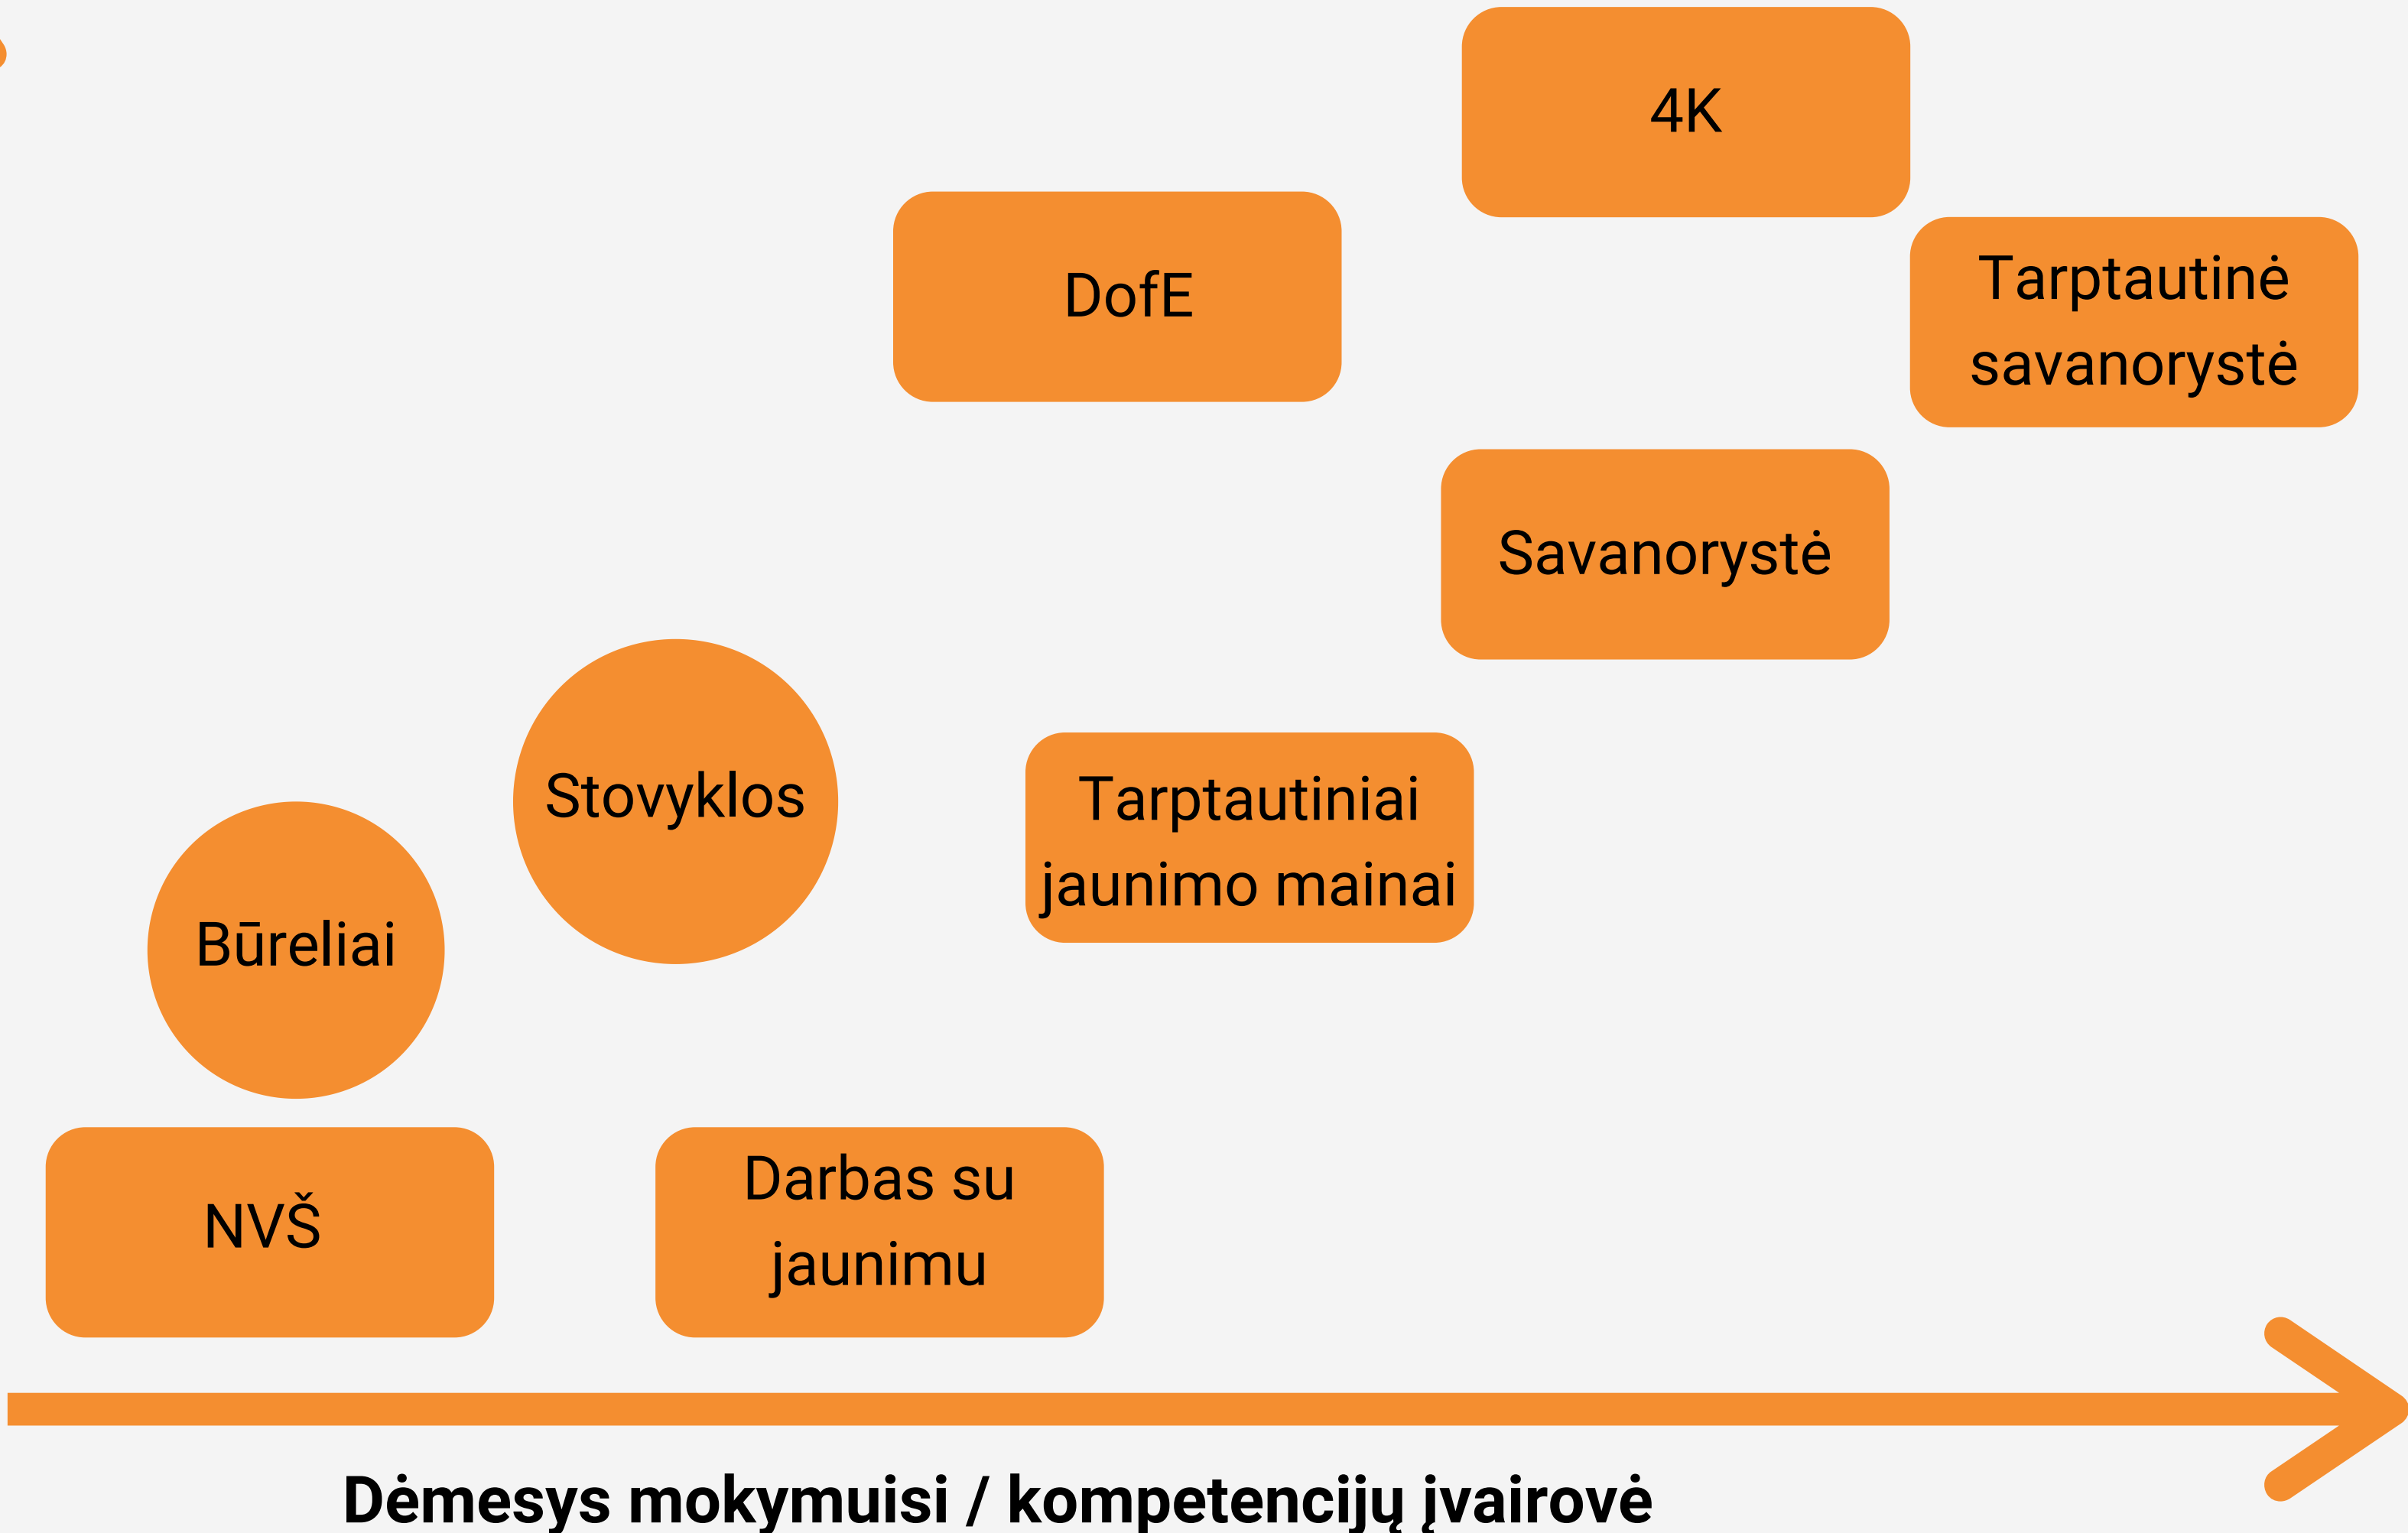 4K
DofE
Tarptautinė
savanorystė
Savanorystė
Stovyklos
Tarptautiniai
jaunimo mainai
Būreliai
NVŠ
Darbas su
jaunimu
Dėmesys mokymuisi / kompetencijų įvairovė